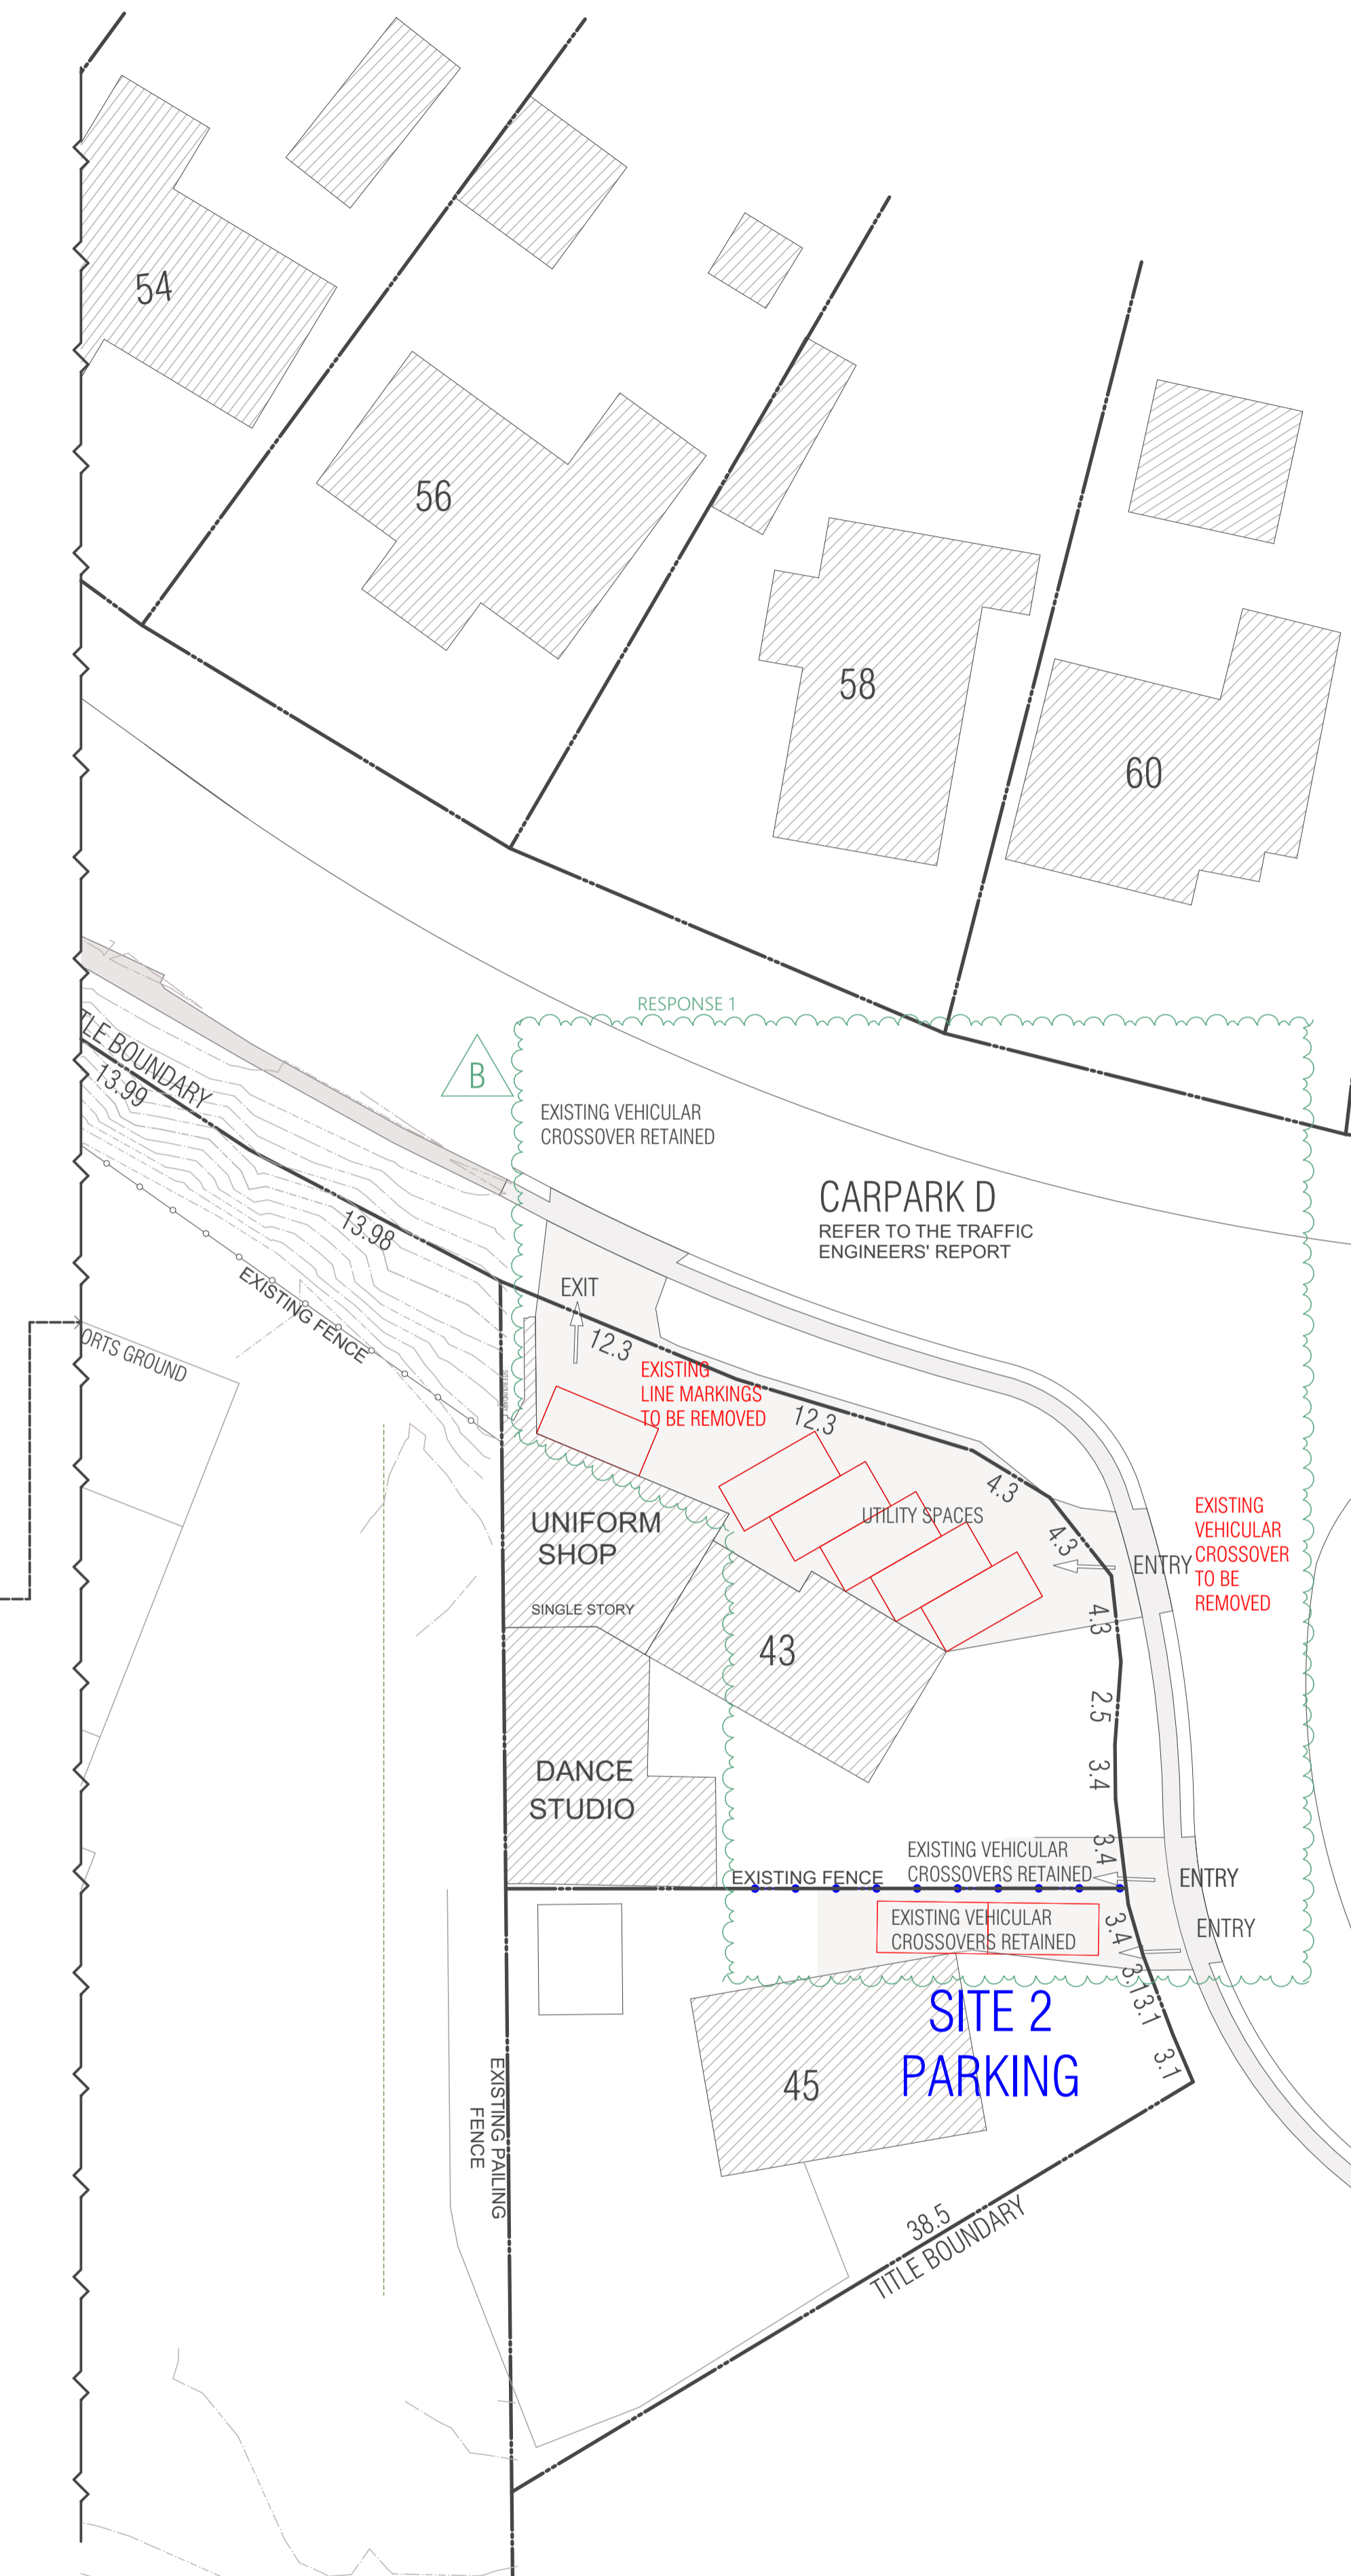 54
56
58
60
RESPONSE 1
B
TLE BOUNDARY
13.99
EXISTING VEHICULAR
CROSSOVER RETAINED
CARPARK D
REFER TO THE TRAFFIC
ENGINEERS' REPORT
13.98
EXISTING FENCE
ORTS GROUND
EXIT
12.3
EXISTING
LINE MARKINGS
TO BE REMOVED
12.3
4.3
UTILITY SPACES
4.3
ENTRY
EXISTING
VEHICULAR
CROSSOVER
TO BE
REMOVED
UNIFORM
SHOP
SINGLE STORY
43
4.3
2.5
3.4
DANCE
STUDIO
3.4
EXISTING VEHICULAR
CROSSOVERS RETAINED
EXISTING FENCE
ENTRY
EXISTING VEHICULAR
CROSSOVERS RETAINED
3.4
ENTRY
3.1
3.1
3.1
SITE 2
PARKING
45
EXISTING PAILING
FENCE
38.5
TITLE BOUNDARY